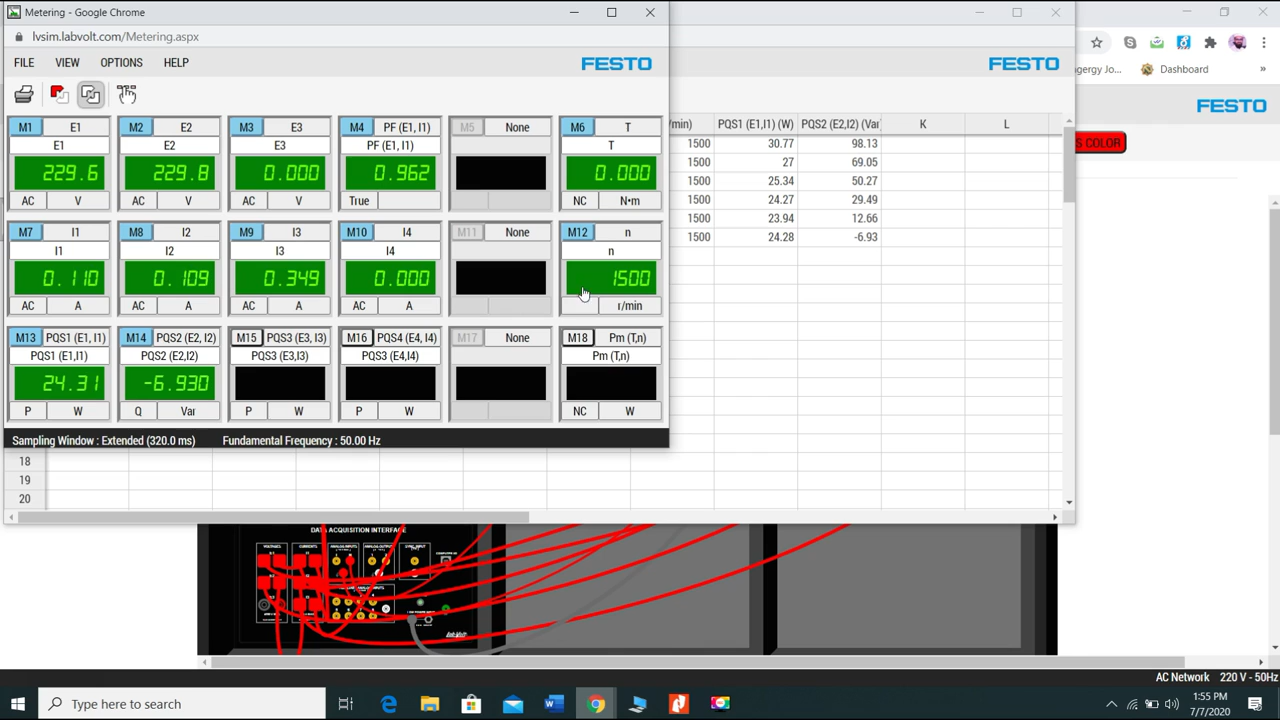 Metering - Google Chrome
lvsim.labvolt.com/Metering.aspx
FILE VIEW OPTIONS HELP FESTO
FESTO
FESTO
ngergy Jo... Dashboard »
S COLOR
M1 E1 M2 E2 M3 E3 M4 PF (E1, I1) M5 None M6 T
E1 E2 E3 PF (E1, I1) T
229.6 229.8 0.000 0.962 0.000
AC V AC V AC V True NC N•m
M7 I1 M8 I2 M9 I3 M10 I4 M11 None M12 n
I1 I2 I3 I4 n
0.110 0.109 0.349 0.000 1500
AC A AC A AC A AC A r/min
M13 PQS1 (E1, I1) M14 PQS2 (E2, I2) M15 PQS3 (E3, I3) M16 PQS4 (E4, I4) M17 None M18 Pm (T,n)
PQS1 (E1,I1) PQS2 (E2,I2) PQS3 (E3,I3) PQS3 (E4,I4) Pm (T,n)
24.31 -6.930
P W Q Var P W P W NC W
Sampling Window : Extended (320.0 ms) Fundamental Frequency : 50.00 Hz
/min) PQS1 (E1,I1) (W) PQS2 (E2,I2) (Var K L
1500 30.77 98.13
1500 27 69.05
1500 25.34 50.27
1500 24.27 29.49
1500 23.94 12.66
1500 24.28 -6.93
18
19
20
DATA ACQUISITION INTERFACE
AC Network 220 V - 50Hz
Type here to search
1:55 PM
7/7/2020